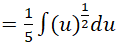 = 1/5 ∫(u)^(1/2) du